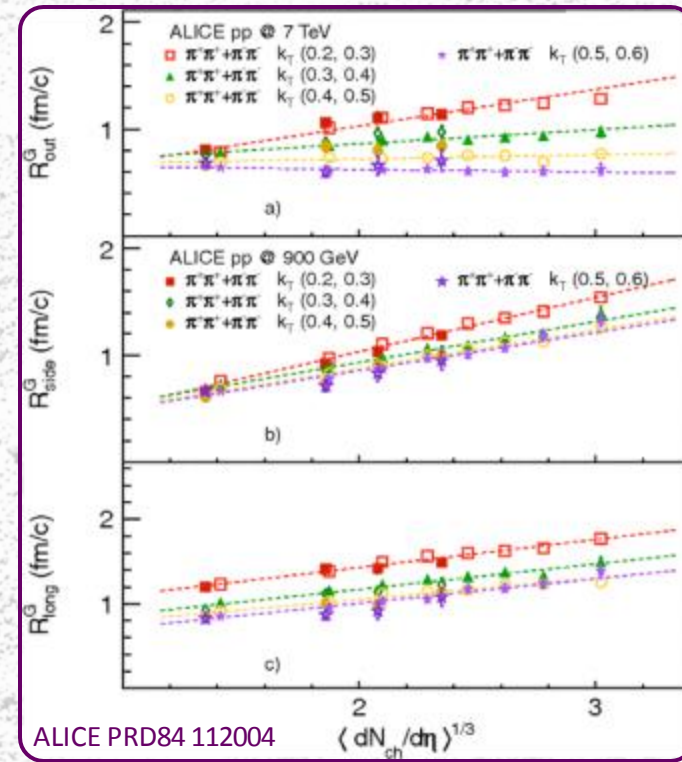 2
ALICE pp @ 7 TeV
π⁺π⁺+π⁻π⁻ k_T (0.2, 0.3)
π⁺π⁺+π⁻π⁻ k_T (0.5, 0.6)
π⁺π⁺+π⁻π⁻ k_T (0.3, 0.4)
π⁺π⁺+π⁻π⁻ k_T (0.4, 0.5)
R^G_out (fm/c)
1
a)
2
ALICE pp @ 900 GeV
π⁺π⁺+π⁻π⁻ k_T (0.2, 0.3)
π⁺π⁺+π⁻π⁻ k_T (0.5, 0.6)
π⁺π⁺+π⁻π⁻ k_T (0.3, 0.4)
π⁺π⁺+π⁻π⁻ k_T (0.4, 0.5)
R^G_side (fm/c)
1
b)
2
R^G_long (fm/c)
1
c)
2 3
ALICE PRD84 112004
⟨ dN_ch/dη ⟩^1/3